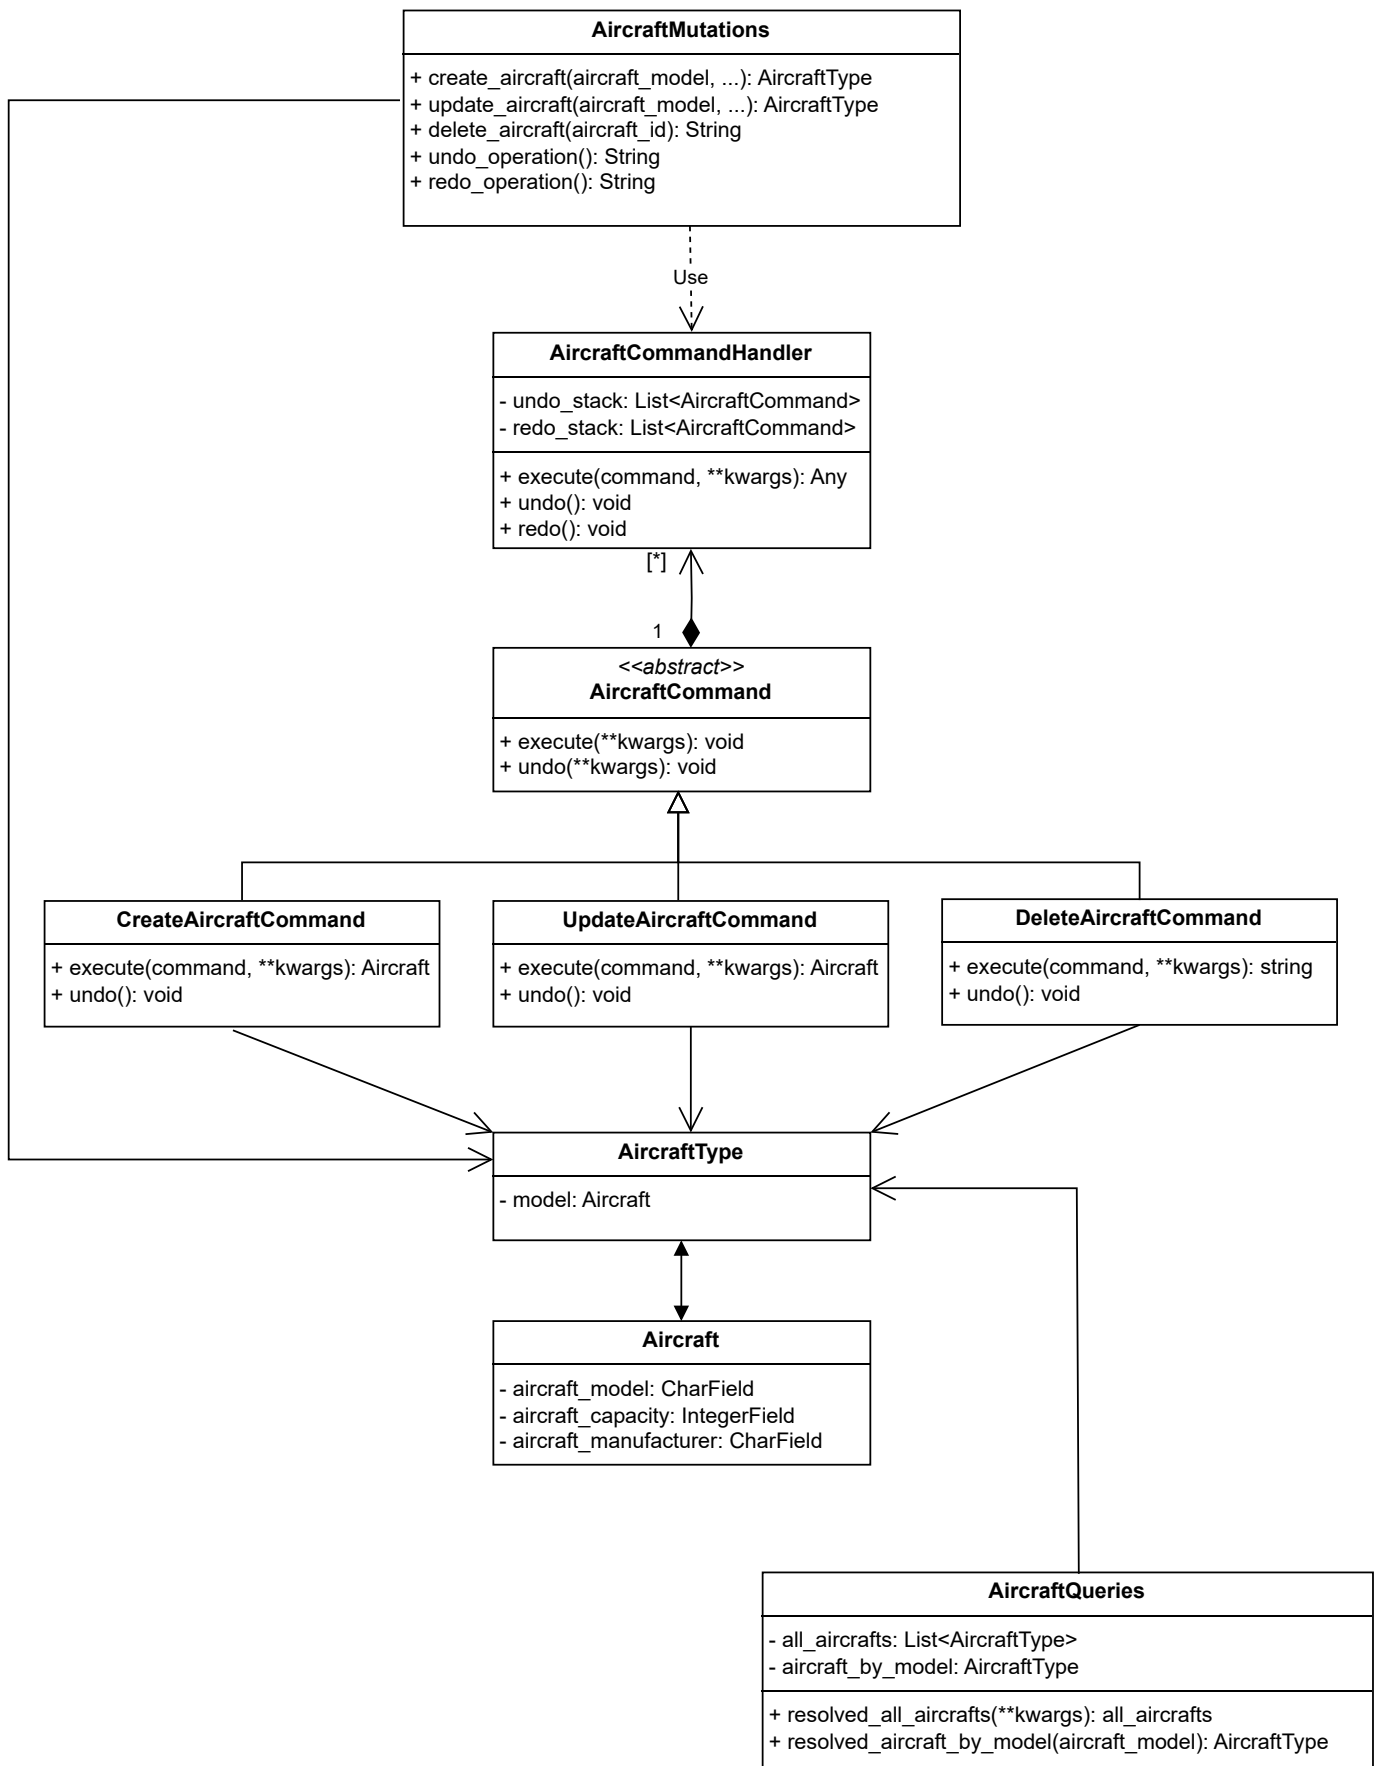 AircraftMutations
+ create_aircraft(aircraft_model, ...): AircraftType
+ update_aircraft(aircraft_model, ...): AircraftType
+ delete_aircraft(aircraft_id): String
+ undo_operation(): String
+ redo_operation(): String
Use
AircraftCommandHandler
- undo_stack: List<AircraftCommand>
- redo_stack: List<AircraftCommand>
+ execute(command, **kwargs): Any
+ undo(): void
+ redo(): void
[*]
1
<<abstract>>
AircraftCommand
+ execute(**kwargs): void
+ undo(**kwargs): void
CreateAircraftCommand
+ execute(command, **kwargs): Aircraft
+ undo(): void
UpdateAircraftCommand
+ execute(command, **kwargs): Aircraft
+ undo(): void
DeleteAircraftCommand
+ execute(command, **kwargs): string
+ undo(): void
AircraftType
- model: Aircraft
Aircraft
- aircraft_model: CharField
- aircraft_capacity: IntegerField
- aircraft_manufacturer: CharField
AircraftQueries
- all_aircrafts: List<AircraftType>
- aircraft_by_model: AircraftType
+ resolved_all_aircrafts(**kwargs): all_aircrafts
+ resolved_aircraft_by_model(aircraft_model): AircraftType